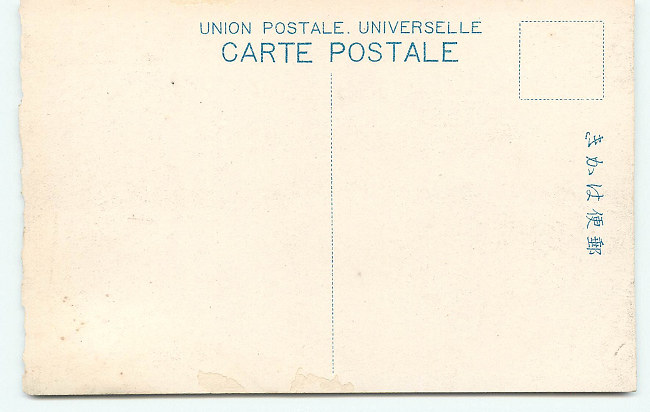 UNION POSTALE. UNIVERSELLE
CARTE POSTALE
郵便はかき